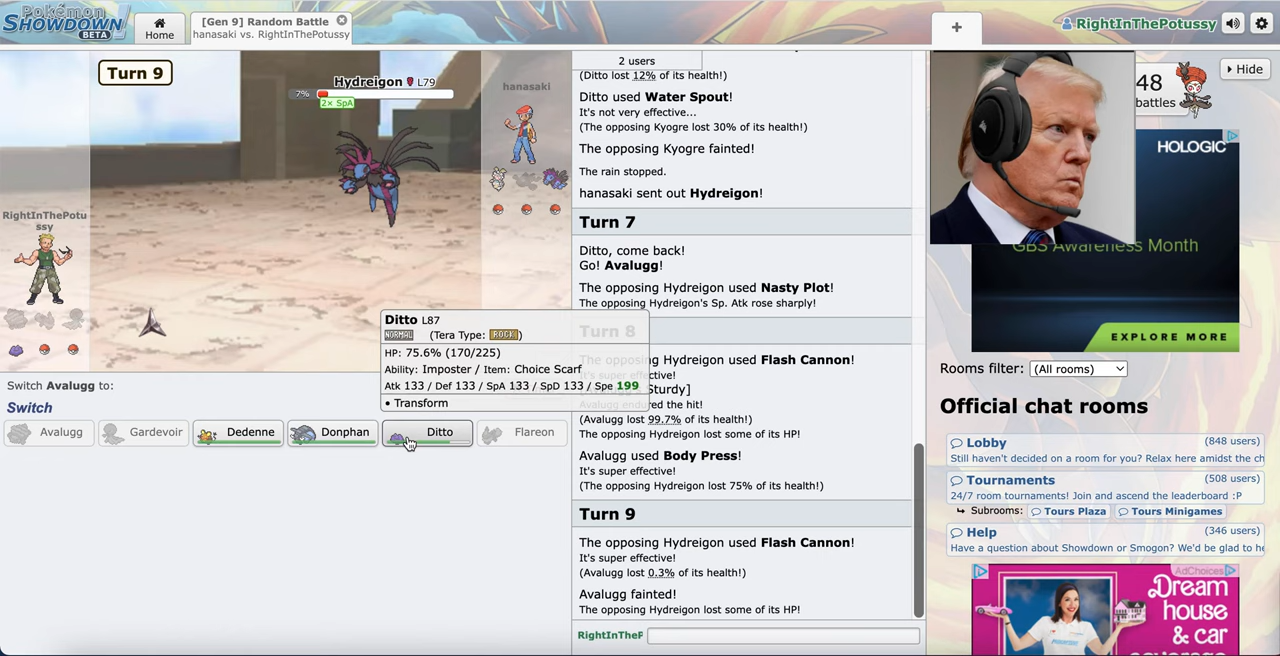 Pokémon
SHOWDOWN
BETA
Home
[Gen 9] Random Battle
hanasaki vs. RightInThePotussy
+
RightInThePotussy
Turn 9
Hydreigon L79
7%
2× SpA
hanasaki
RightInThePotu
ssy
2 users
(Ditto lost 12% of its health!)
Ditto used Water Spout!
It's not very effective...
(The opposing Kyogre lost 30% of its health!)
The opposing Kyogre fainted!
The rain stopped.
hanasaki sent out Hydreigon!
Turn 7
Ditto, come back!
Go! Avalugg!
The opposing Hydreigon used Nasty Plot!
The opposing Hydreigon's Sp. Atk rose sharply!
Turn 8
The opposing Hydreigon used Flash Cannon!
It's super effective!
Sturdy]
Avalugg endured the hit!
(Avalugg lost 99.7% of its health!)
The opposing Hydreigon lost some of its HP!
Avalugg used Body Press!
It's super effective!
(The opposing Hydreigon lost 75% of its health!)
Turn 9
The opposing Hydreigon used Flash Cannon!
It's super effective!
(Avalugg lost 0.3% of its health!)
Avalugg fainted!
The opposing Hydreigon lost some of its HP!
RightInTheP
Ditto L87
NORMAL (Tera Type: ROCK)
HP: 75.6% (170/225)
Ability: Imposter / Item: Choice Scarf
Atk 133 / Def 133 / SpA 133 / SpD 133 / Spe 199
• Transform
Switch Avalugg to:
Switch
Avalugg
Gardevoir
Dedenne
Donphan
Ditto
Flareon
48
battles
Hide
HOLOGIC
GBS Awareness Month
EXPLORE MORE
Rooms filter: (All rooms)
Official chat rooms
Lobby (848 users)
Still haven't decided on a room for you? Relax here amidst the ch
Tournaments (508 users)
24/7 room tournaments! Join and ascend the leaderboard :P
Subrooms: Tours Plaza Tours Minigames
Help (346 users)
Have a question about Showdown or Smogon? We'd be glad to he
AdChoices
Dream
house
& car